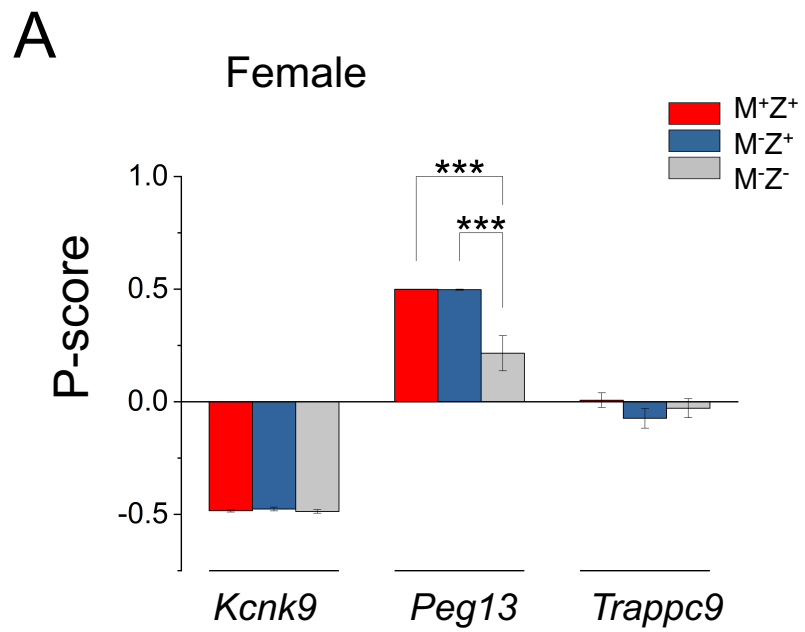 A
Female
M⁺Z⁺
M⁻Z⁺
M⁻Z⁻
P-score
1.0
0.5
0.0
-0.5
***
***
Kcnk9
Peg13
Trappc9